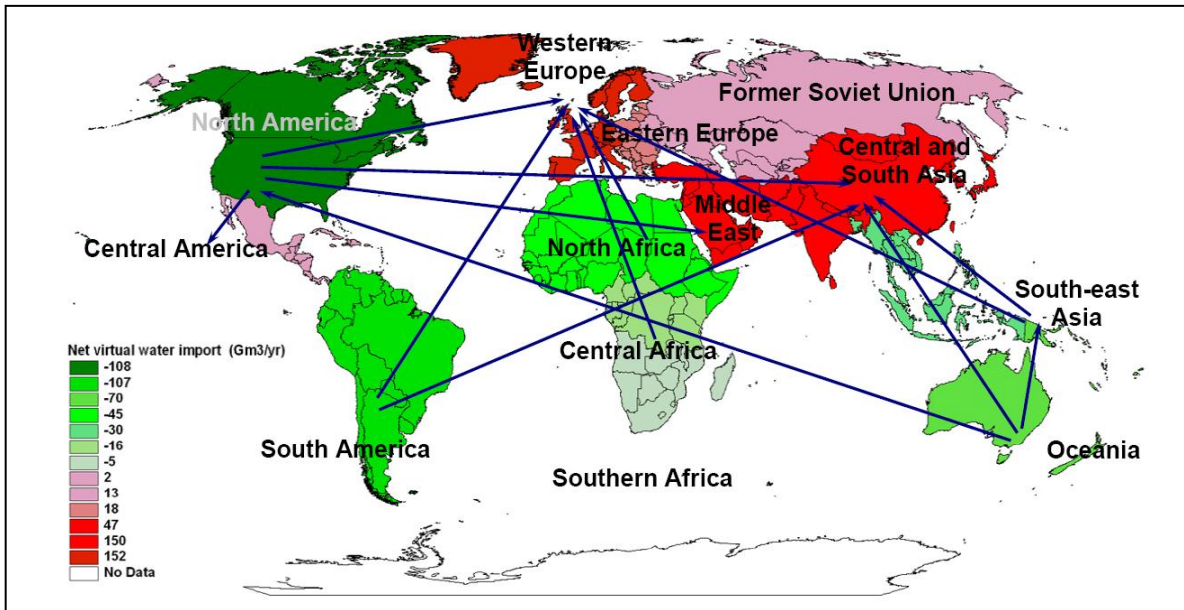 Western
Europe
Former Soviet Union
North America
Eastern Europe
Central and
South Asia
Middle
East
Central America
North Africa
South-east
Asia
Central Africa
South America
Oceania
Southern Africa
Net virtual water import (Gm3/yr)
-108
-107
-70
-45
-30
-16
-5
2
13
18
47
150
152
No Data